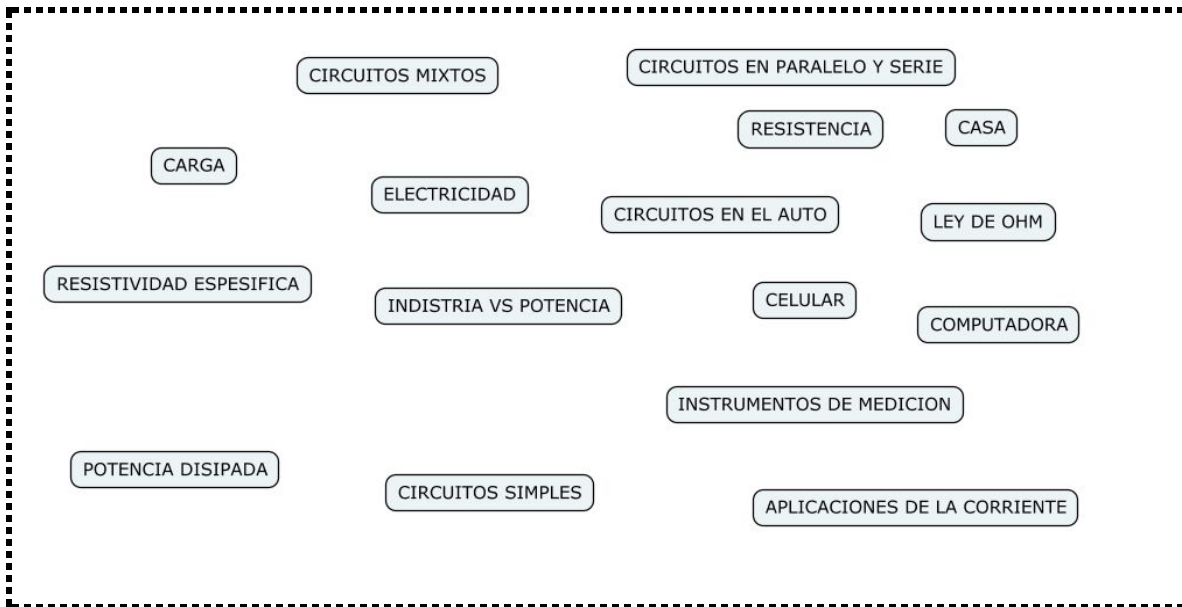 CIRCUITOS MIXTOS
CIRCUITOS EN PARALELO Y SERIE
RESISTENCIA
CASA
CARGA
ELECTRICIDAD
CIRCUITOS EN EL AUTO
LEY DE OHM
RESISTIVIDAD ESPESIFICA
INDISTRIA VS POTENCIA
CELULAR
COMPUTADORA
INSTRUMENTOS DE MEDICION
POTENCIA DISIPADA
CIRCUITOS SIMPLES
APLICACIONES DE LA CORRIENTE